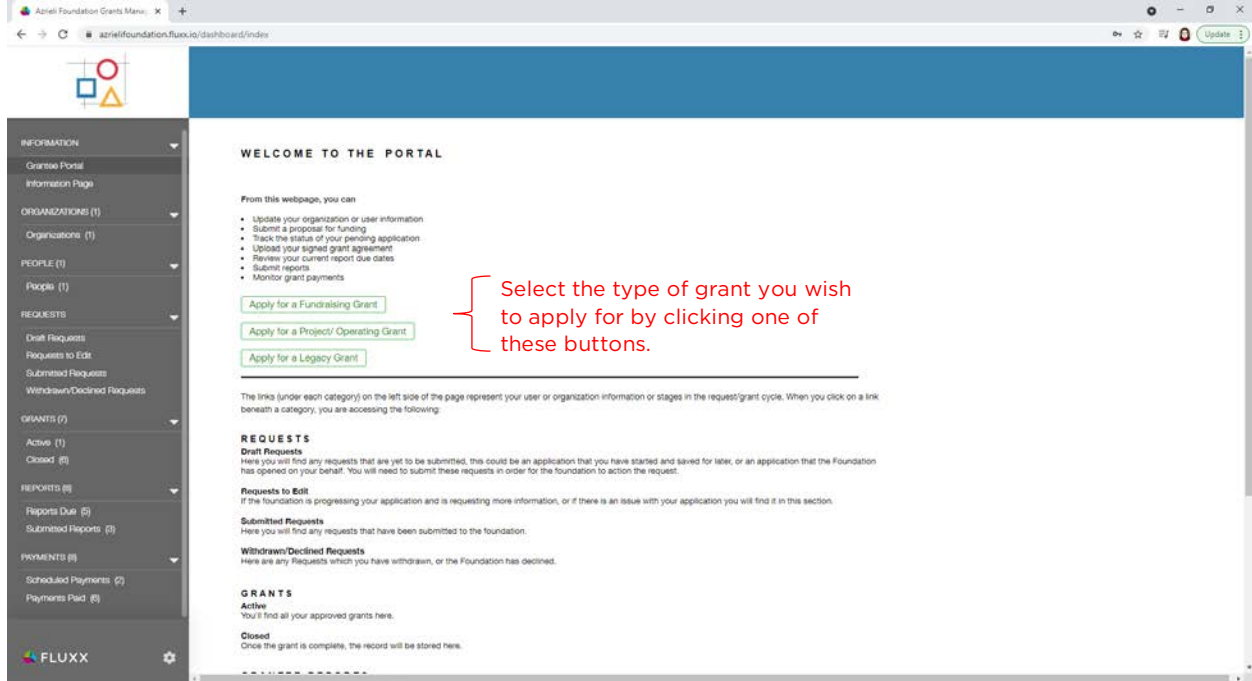 Azrieli Foundation Grants Mana
azrielifoundation.fluxx.io/dashboard/index
Update
INFORMATION
Grantee Portal
Information Page
ORGANIZATIONS (1)
Organizations (1)
PEOPLE (1)
People (1)
REQUESTS
Draft Requests
Requests to Edit
Submitted Requests
Withdrawn/Declined Requests
GRANTS (7)
Active (1)
Closed (6)
REPORTS (8)
Reports Due (5)
Submitted Reports (3)
PAYMENTS (8)
Scheduled Payments (2)
Payments Paid (6)
FLUXX
WELCOME TO THE PORTAL
From this webpage, you can
• Update your organization or user information
• Submit a proposal for funding
• Track the status of your pending application
• Upload your signed grant agreement
• Review your current report due dates
• Submit reports
• Monitor grant payments
Apply for a Fundraising Grant
Apply for a Project/ Operating Grant
Apply for a Legacy Grant
Select the type of grant you wish
to apply for by clicking one of
these buttons.
The links (under each category) on the left side of the page represent your user or organization information or stages in the request/grant cycle. When you click on a link
beneath a category, you are accessing the following:
REQUESTS
Draft Requests
Here you will find any requests that are yet to be submitted, this could be an application that you have started and saved for later, or an application that the Foundation
has opened on your behalf. You will need to submit these requests in order for the foundation to action the request.
Requests to Edit
If the foundation is progressing your application and is requesting more information, or if there is an issue with your application you will find it in this section.
Submitted Requests
Here you will find any requests that have been submitted to the foundation.
Withdrawn/Declined Requests
Here are any Requests which you have withdrawn, or the Foundation has declined.
GRANTS
Active
You'll find all your approved grants here.
Closed
Once the grant is complete, the record will be stored here.